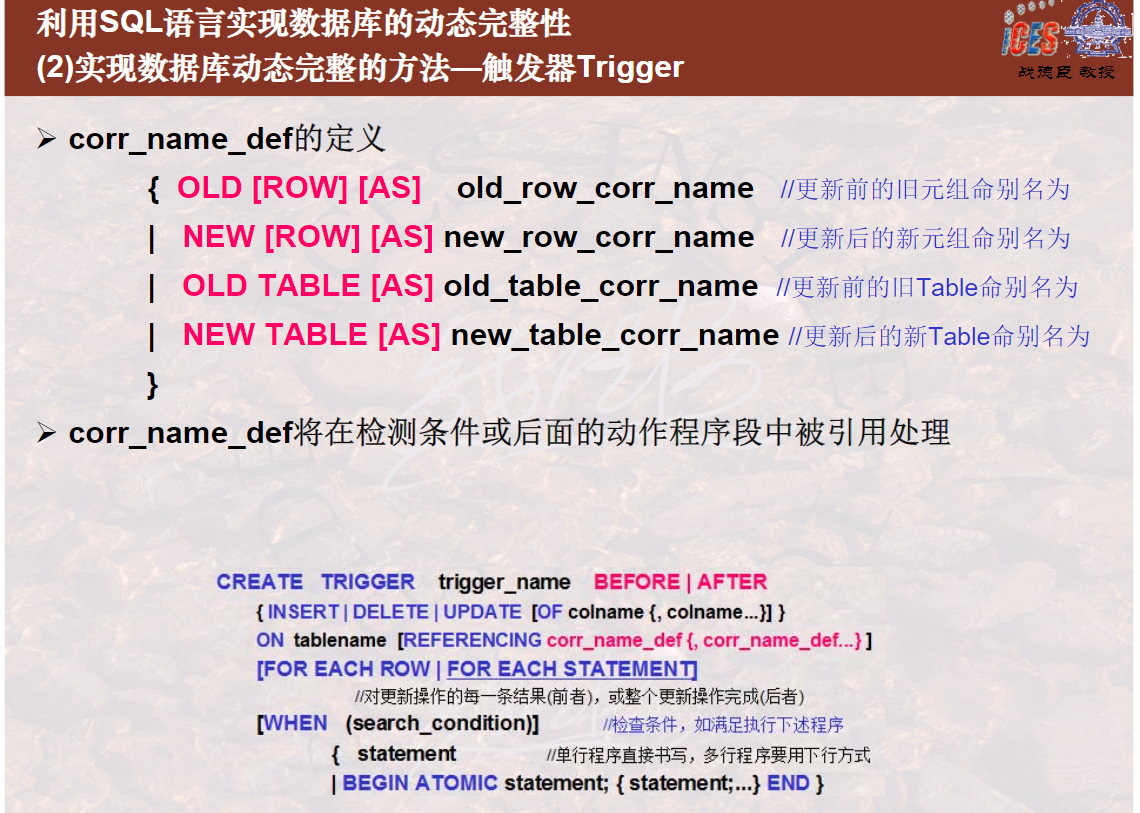 利用SQL语言实现数据库的动态完整性
(2)实现数据库动态完整的方法—触发器Trigger
ICES
战德臣 教授
➢ corr_name_def的定义
{ OLD [ROW] [AS] old_row_corr_name //更新前的旧元组命别名为
| NEW [ROW] [AS] new_row_corr_name //更新后的新元组命别名为
| OLD TABLE [AS] old_table_corr_name //更新前的旧Table命别名为
| NEW TABLE [AS] new_table_corr_name //更新后的新Table命别名为
}
➢ corr_name_def将在检测条件或后面的动作程序段中被引用处理
CREATE TRIGGER trigger_name BEFORE | AFTER
{ INSERT | DELETE | UPDATE [OF colname {, colname...}] }
ON tablename [REFERENCING corr_name_def {, corr_name_def...} ]
[FOR EACH ROW | FOR EACH STATEMENT]
//对更新操作的每一条结果(前者)，或整个更新操作完成(后者)
[WHEN (search_condition)] //检查条件，如满足执行下述程序
{ statement //单行程序直接书写，多行程序要用下行方式
| BEGIN ATOMIC statement; { statement;...} END }